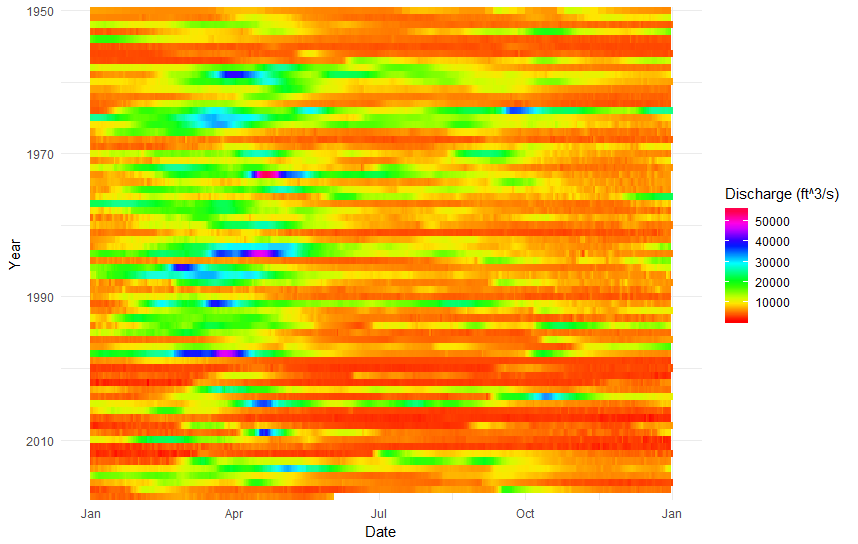 1950
1970
1990
2010
Year
Jan
Apr
Jul
Oct
Jan
Date
Discharge (ft^3/s)
50000
40000
30000
20000
10000